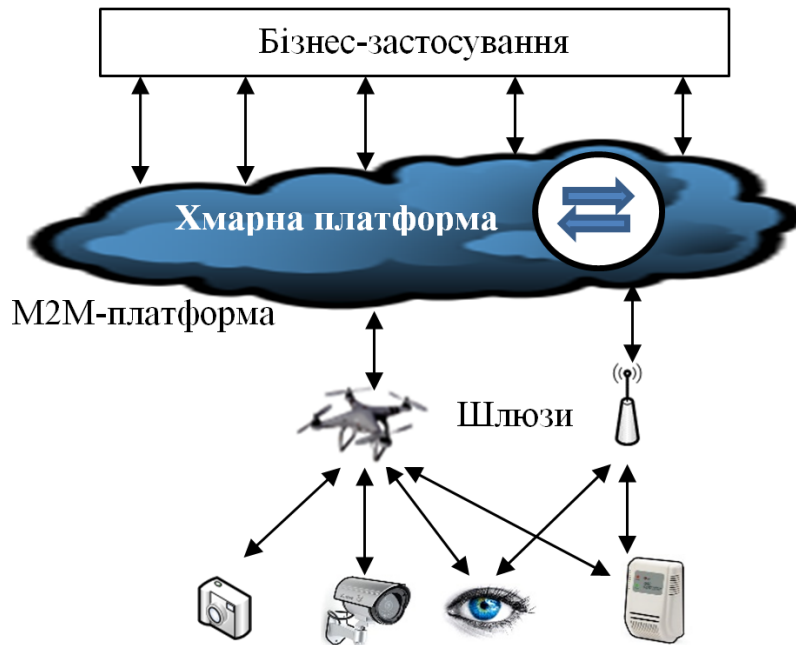 Бізнес-застосування
Хмарна платформа
М2М-платформа
Шлюзи